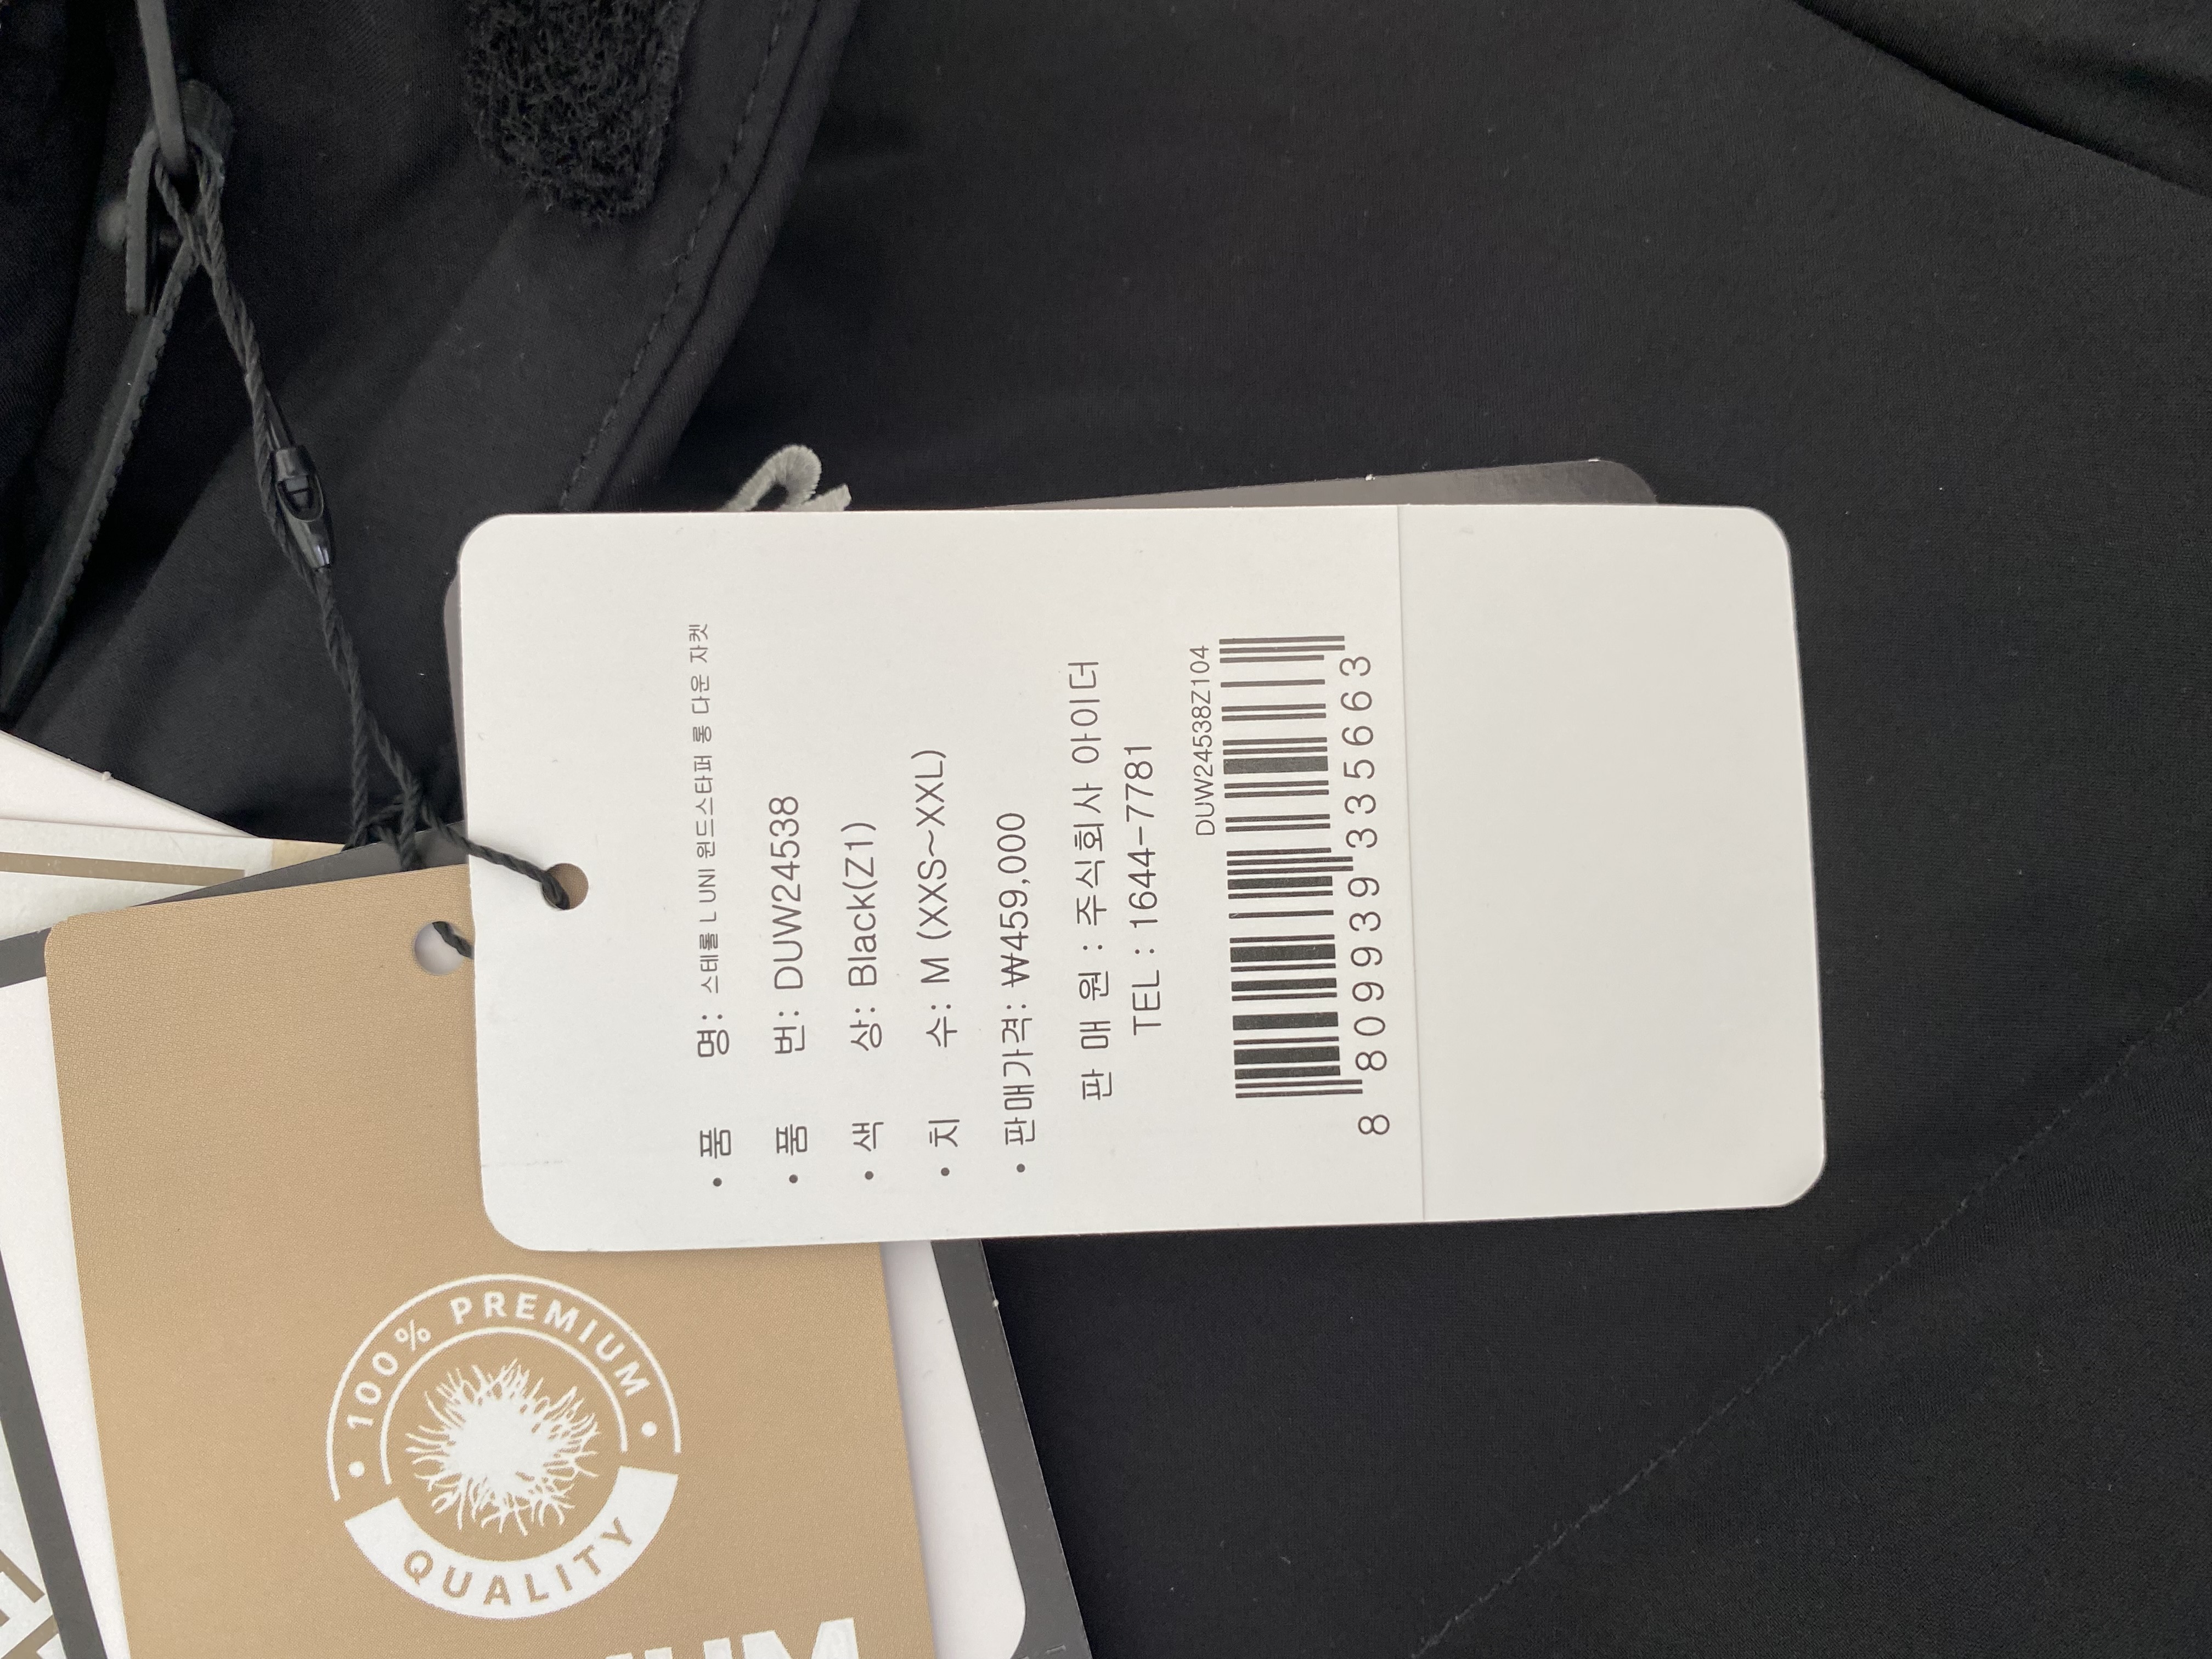 • 품 명: 스테롤 L UNI 윈드스타퍼 롱 다운 자켓
• 품 번: DUW24538
• 색 상: Black(Z1)
• 치 수: M (XXS~XXL)
• 판매가격: ₩459,000
판 매 원 : 주식회사 아이더
TEL : 1644-7781
DUW24538Z104
8 809939 335663
• 100% PREMIUM •
QUALITY